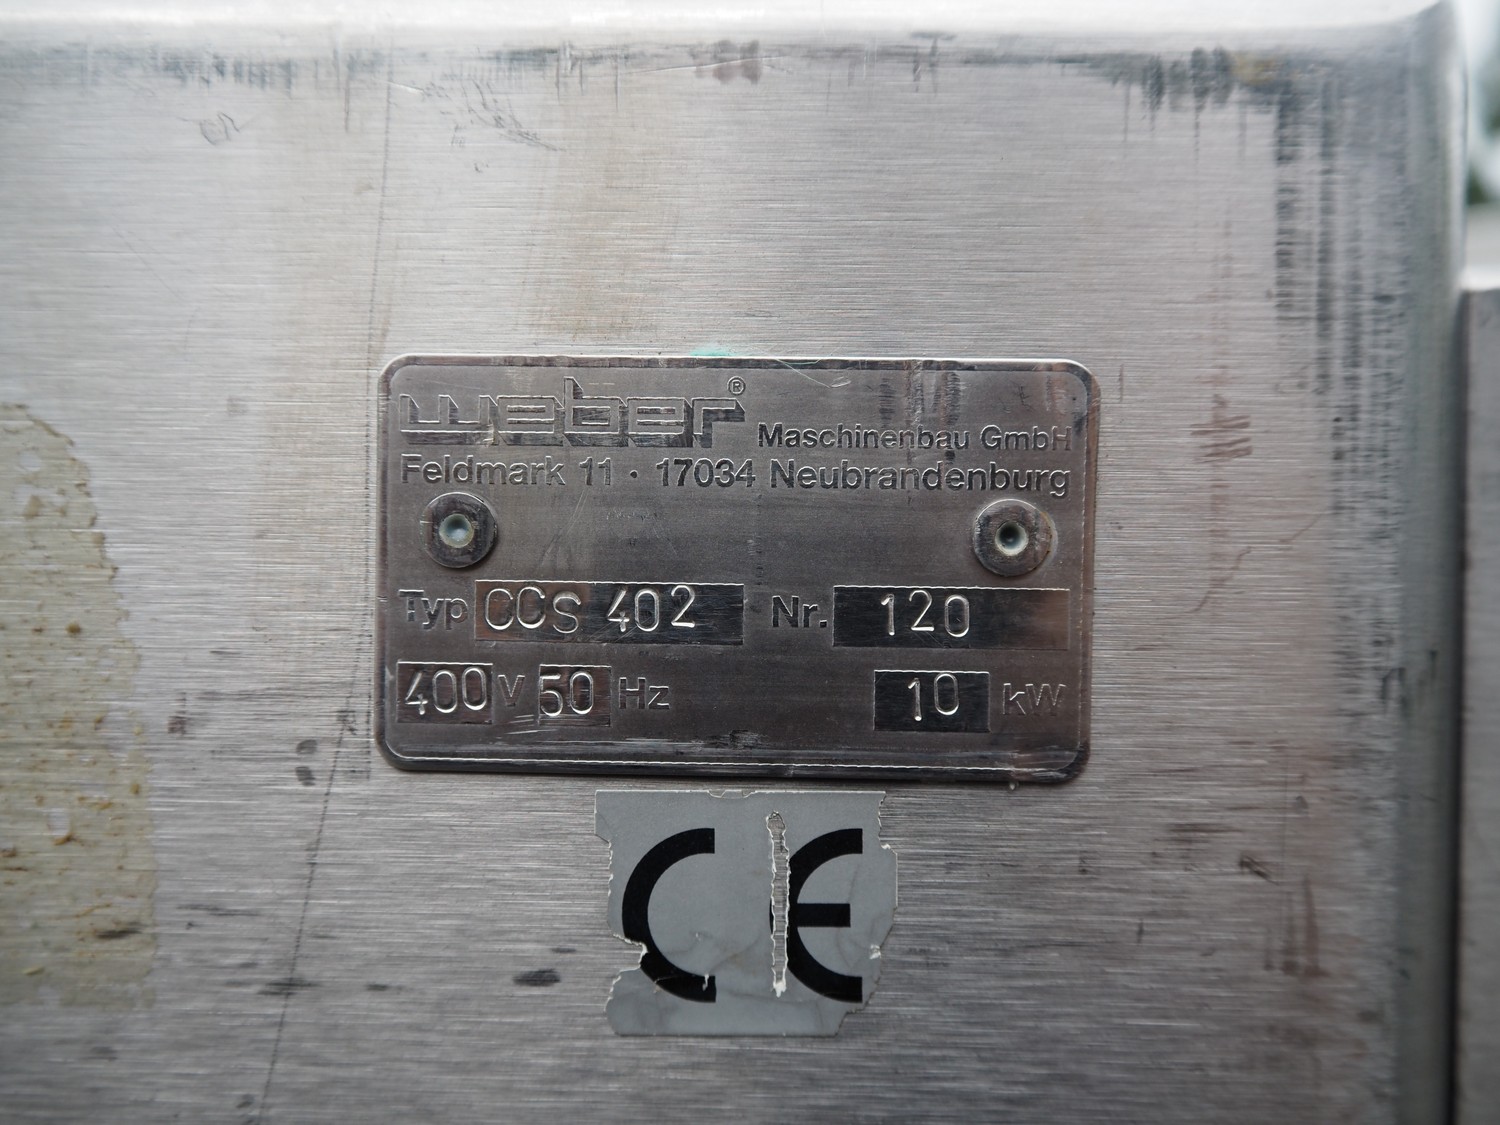 weber® Maschinenbau GmbH
Feldmark 11 · 17034 Neubrandenburg
Typ CCS 402 Nr. 120
400 V 50 Hz 10 kW
CE